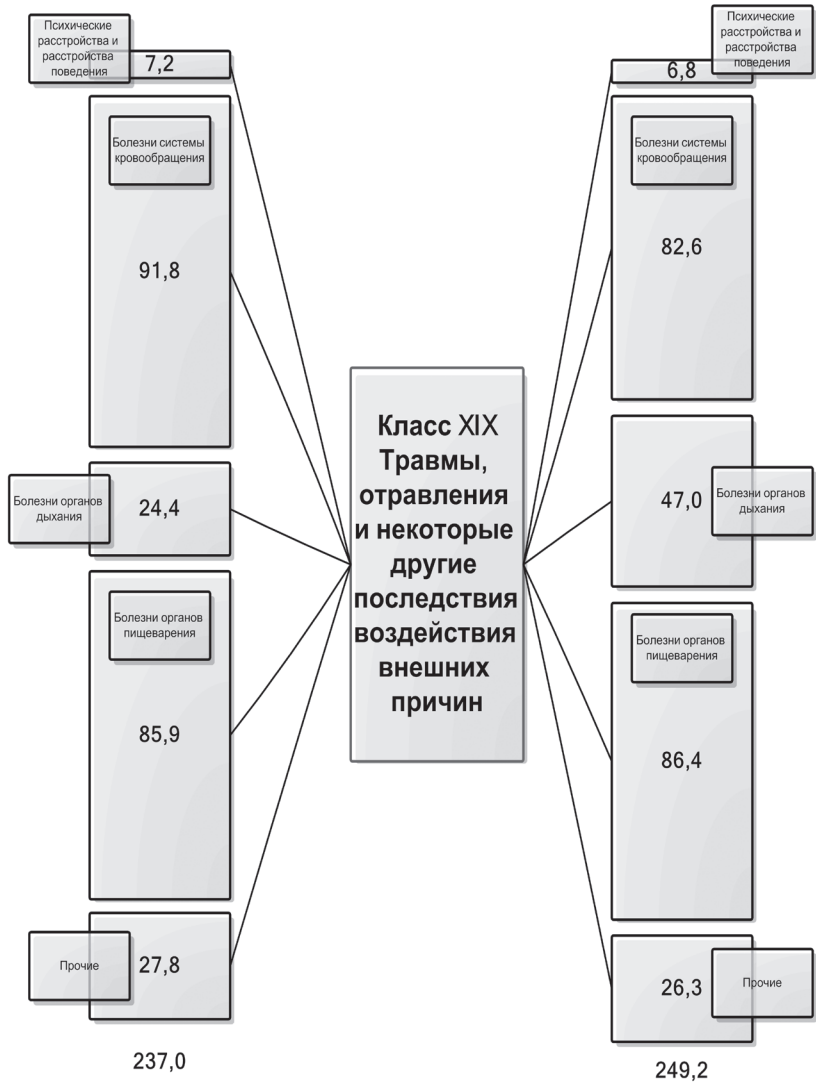 Психические
расстройства и
расстройства
поведения
7,2
Болезни системы
кровообращения
91,8
Болезни органов
дыхания
24,4
Болезни органов
пищеварения
85,9
Прочие
27,8
237,0
Класс XIX
Травмы,
отравления
и некоторые
другие
последствия
воздействия
внешних
причин
Психические
расстройства и
расстройства
поведения
6,8
Болезни системы
кровообращения
82,6
47,0
Болезни органов
дыхания
Болезни органов
пищеварения
86,4
26,3
Прочие
249,2